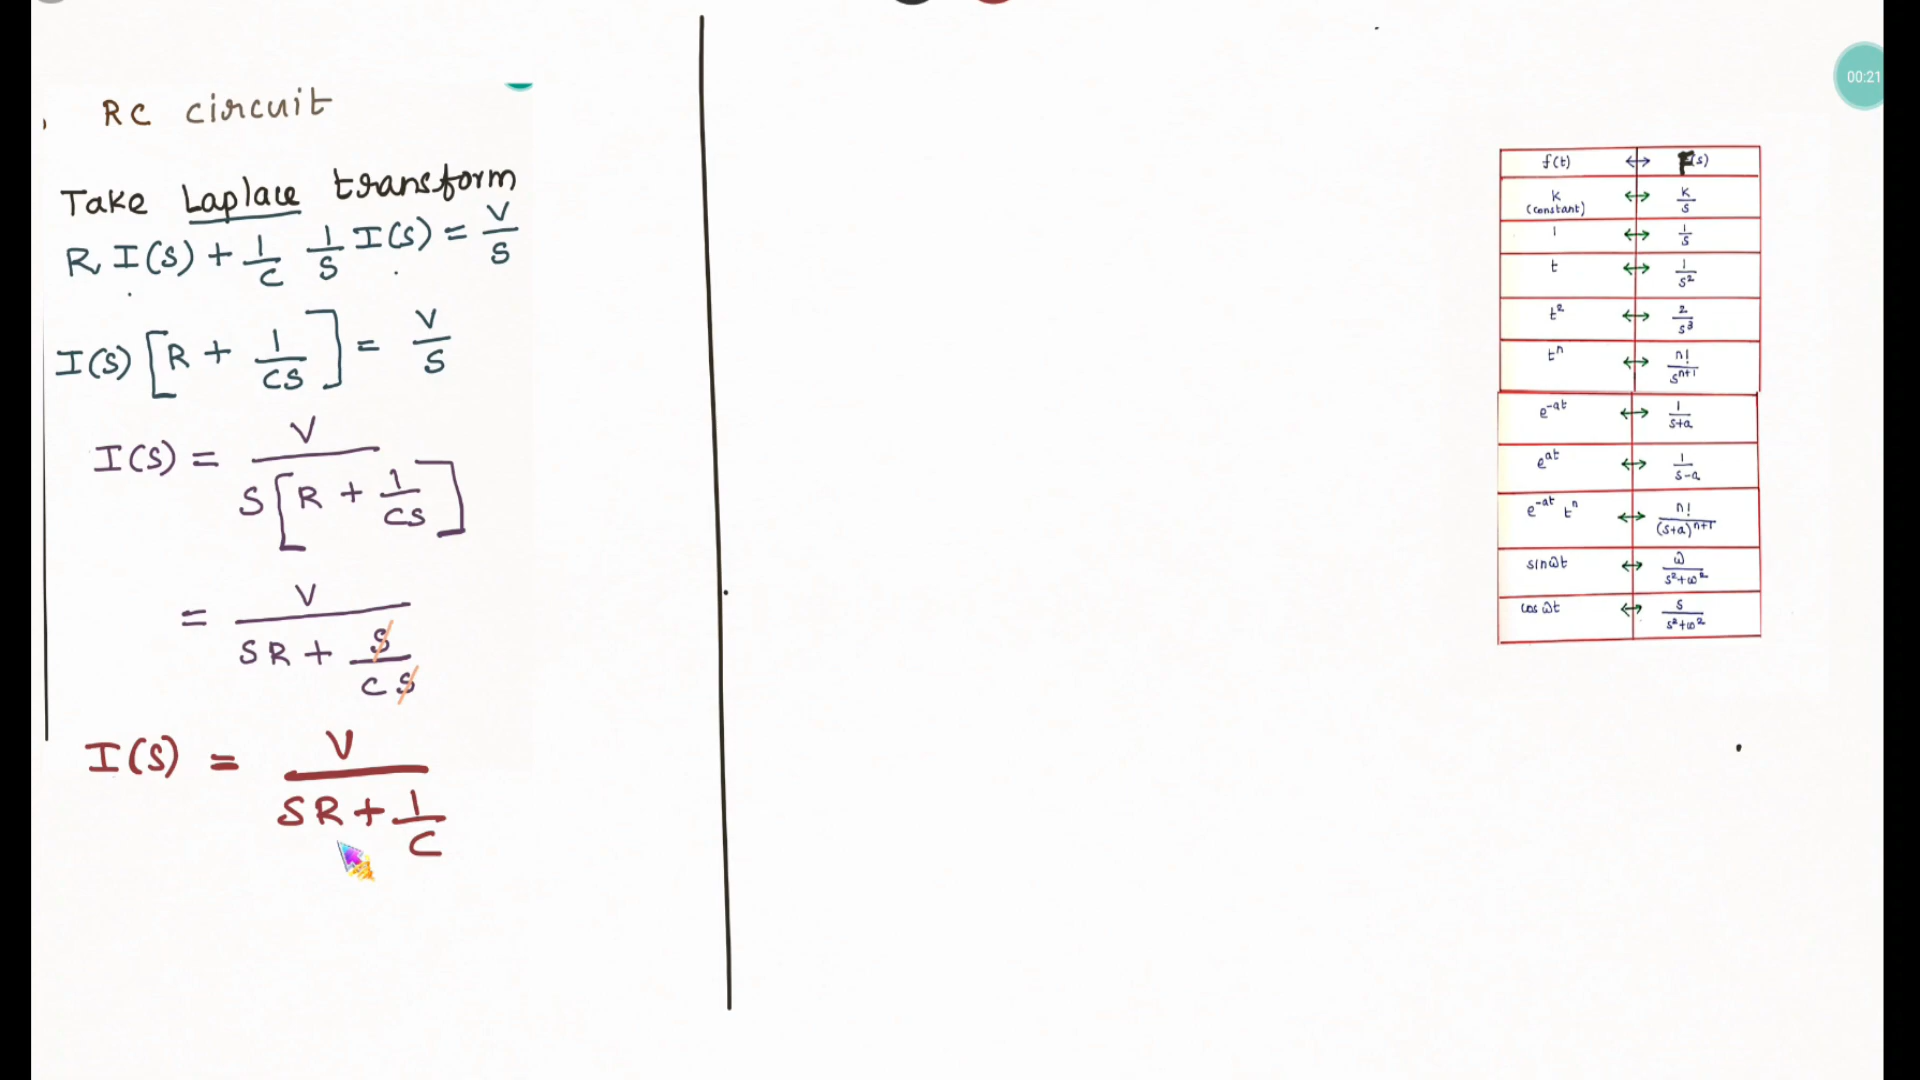 RC circuit
Take Laplace transform
R I(S) + 1/C 1/S I(S) = V/S
I(S) [R + 1/CS] = V/S
I(S) = V / S[R + 1/CS]
= V / SR + S/CS
I(S) = V / SR + 1/C
00:21
f(t) ↔ F(s)
K (constant) ↔ K/S
1 ↔ 1/S
t ↔ 1/S²
t² ↔ 2/S³
tⁿ ↔ n!/Sⁿ⁺¹
e^-at ↔ 1/S+a
e^at ↔ 1/S-a
e^-at tⁿ ↔ n!/(S+a)ⁿ⁺¹
sin ωt ↔ ω/S²+ω²
cos ωt ↔ S/S²+ω²